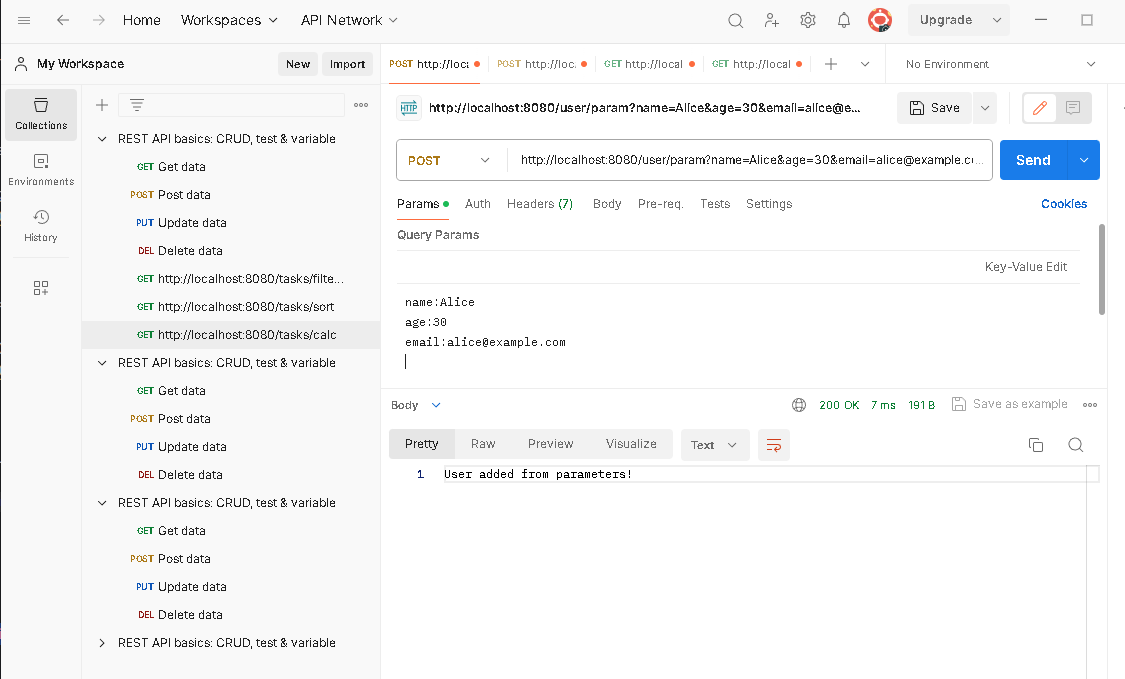 Home Workspaces API Network Upgrade
My Workspace New Import
POST http://loc: POST http://loc. GET http://local GET http://local No Environment
Collections
Environments
History
REST API basics: CRUD, test & variable
GET Get data
POST Post data
PUT Update data
DEL Delete data
GET http://localhost:8080/tasks/filte...
GET http://localhost:8080/tasks/sort
GET http://localhost:8080/tasks/calc
REST API basics: CRUD, test & variable
GET Get data
POST Post data
PUT Update data
DEL Delete data
REST API basics: CRUD, test & variable
GET Get data
POST Post data
PUT Update data
DEL Delete data
REST API basics: CRUD, test & variable
HTTP http://localhost:8080/user/param?name=Alice&age=30&email=alice@e... Save
POST http://localhost:8080/user/param?name=Alice&age=30&email=alice@example.c... Send
Params Auth Headers (7) Body Pre-req. Tests Settings Cookies
Query Params
Key-Value Edit
name:Alice
age:30
email:alice@example.com
Body 200 OK 7 ms 191 B Save as example
Pretty Raw Preview Visualize Text
1 User added from parameters!